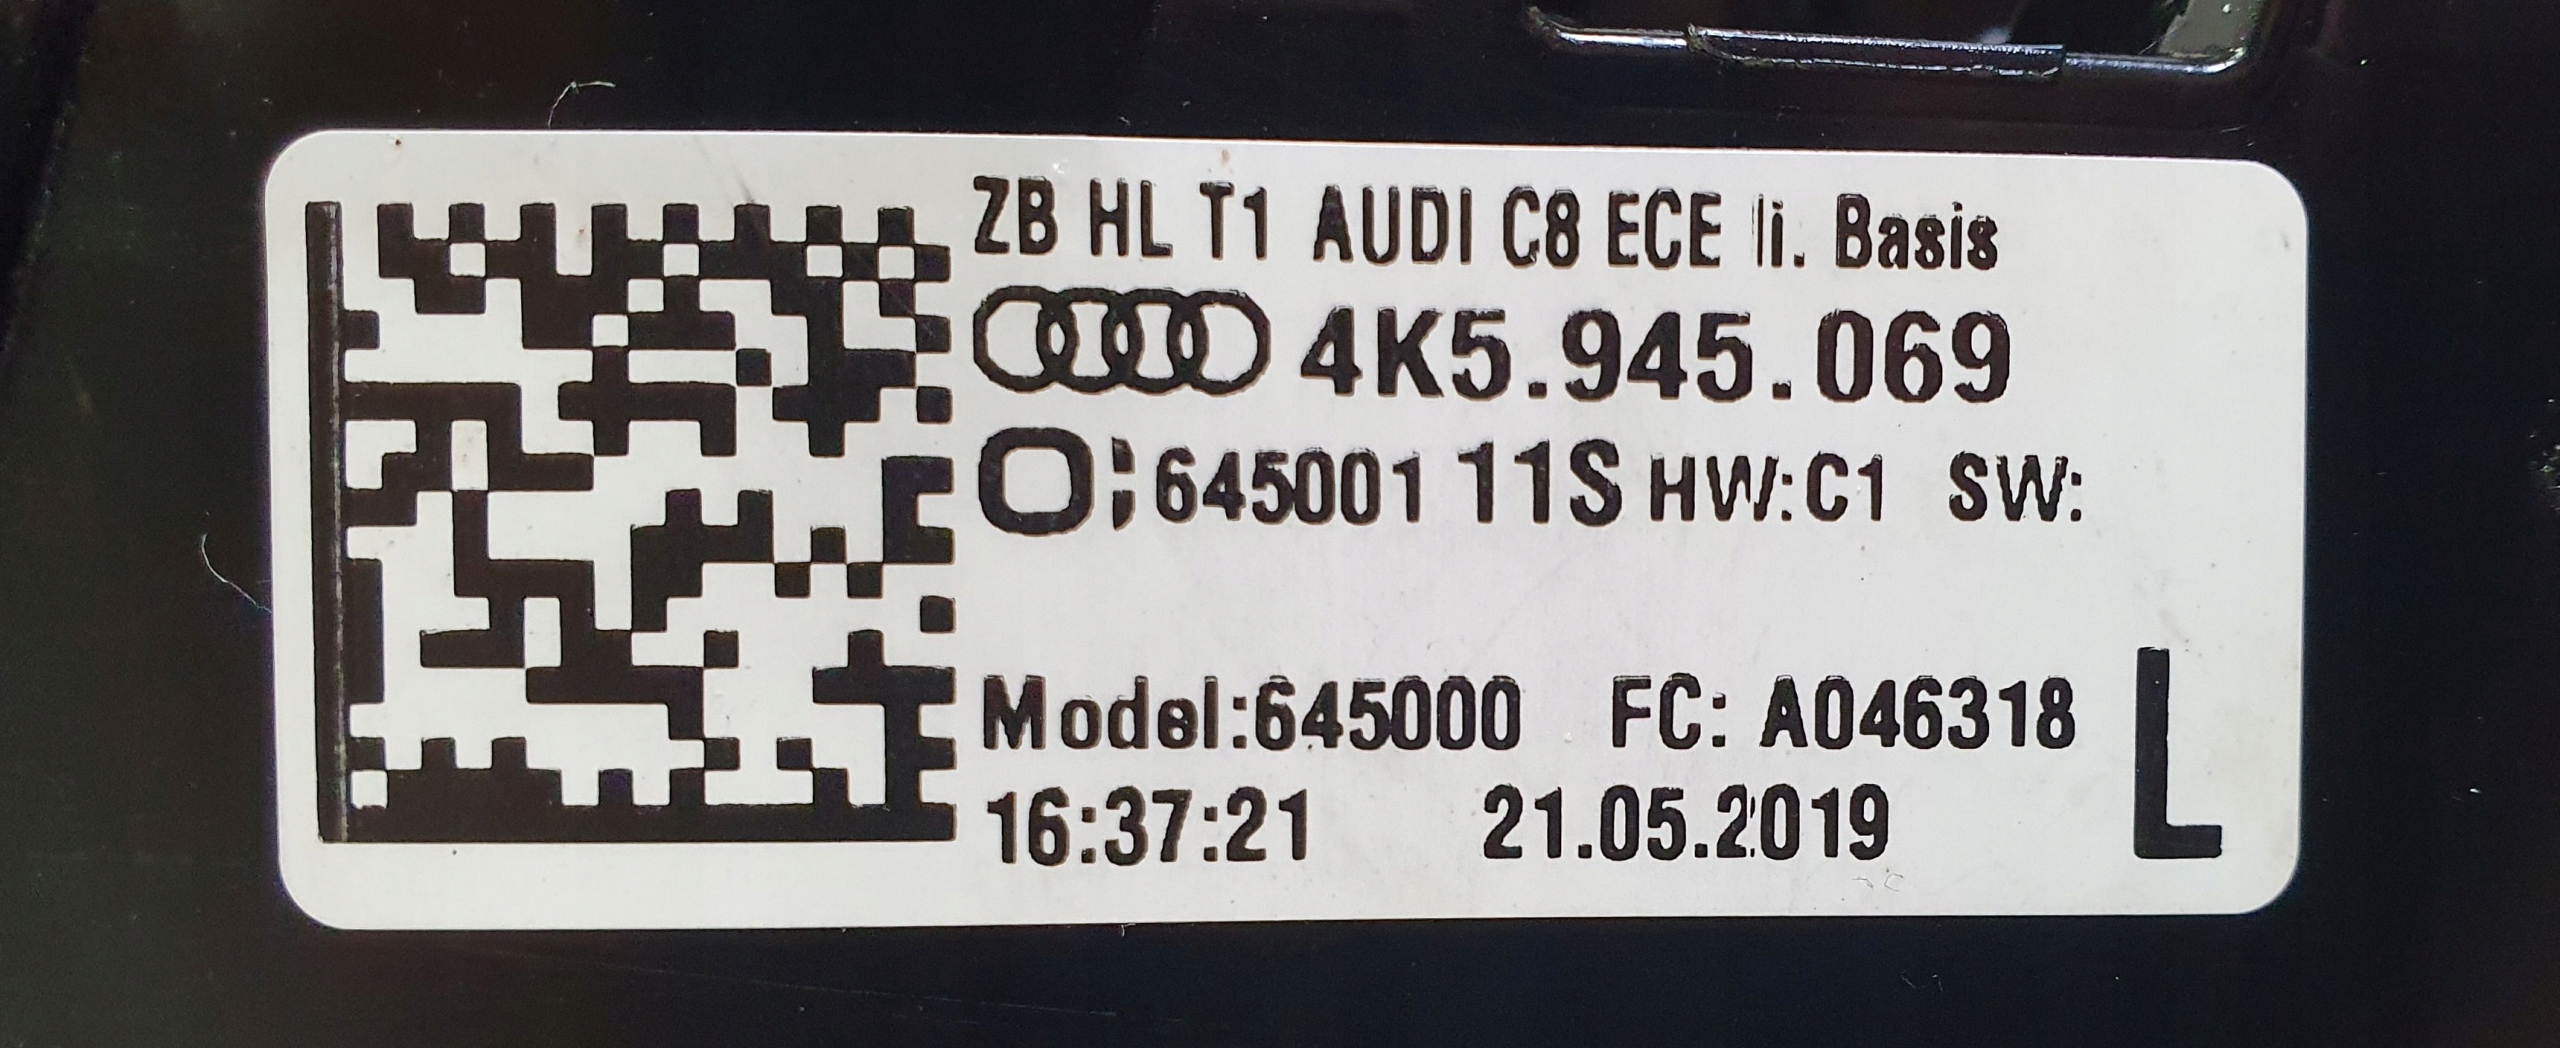 ZB HL T1 AUDI C8 ECE li. Basis
4K5.945.069
O; 645001 11S HW:C1 SW:
Model:645000 FC: A046318
16:37:21 21.05.2019
L